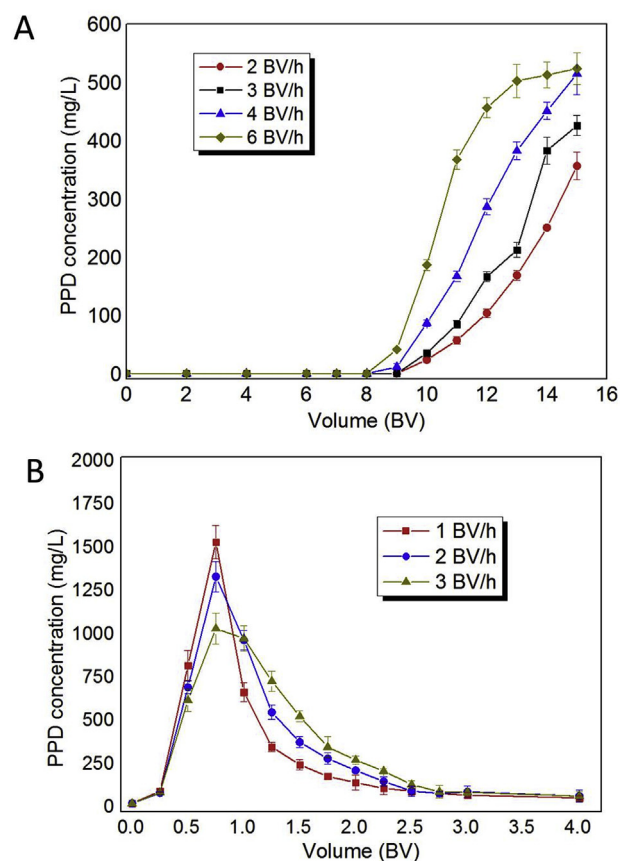 A
PPD concentration (mg/L)
600
500
400
300
200
100
0
2 BV/h
3 BV/h
4 BV/h
6 BV/h
0 2 4 6 8 10 12 14 16
Volume (BV)
B
PPD concentration (mg/L)
2000
1750
1500
1250
1000
750
500
250
0
1 BV/h
2 BV/h
3 BV/h
0.0 0.5 1.0 1.5 2.0 2.5 3.0 3.5 4.0
Volume (BV)